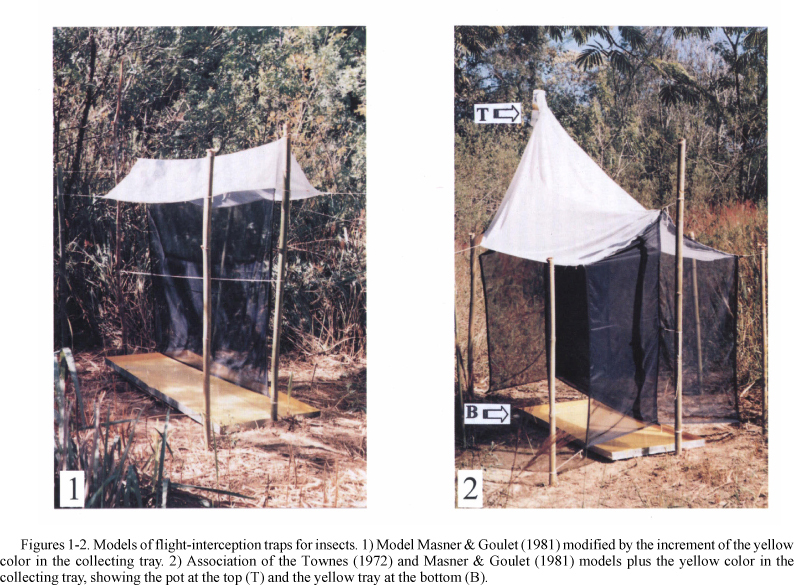 T
B
1
2
Figures 1-2. Models of flight-interception traps for insects. 1) Model Masner & Goulet (1981) modified by the increment of the yellow
color in the collecting tray. 2) Association of the Townes (1972) and Masner & Goulet (1981) models plus the yellow color in the
collecting tray, showing the pot at the top (T) and the yellow tray at the bottom (B).